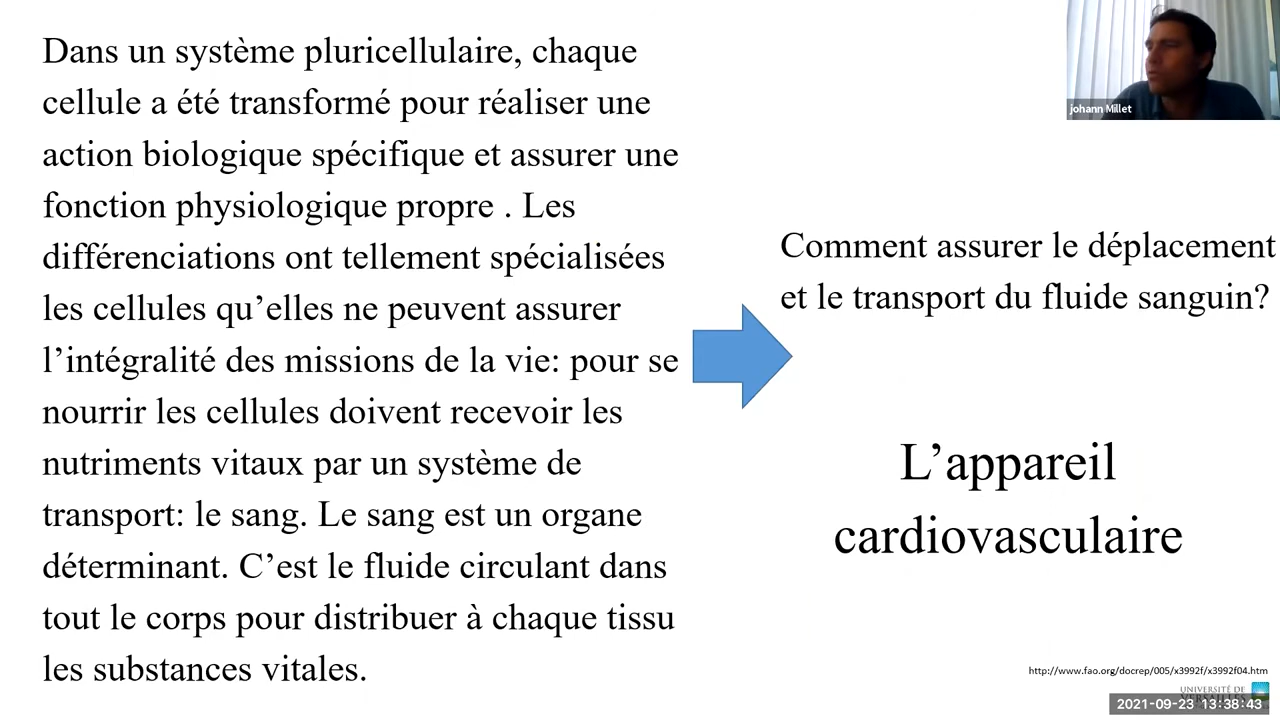 Dans un système pluricellulaire, chaque
cellule a été transformé pour réaliser une
action biologique spécifique et assurer une
fonction physiologique propre . Les
différenciations ont tellement spécialisées
les cellules qu’elles ne peuvent assurer
l’intégralité des missions de la vie: pour se
nourrir les cellules doivent recevoir les
nutriments vitaux par un système de
transport: le sang. Le sang est un organe
déterminant. C’est le fluide circulant dans
tout le corps pour distribuer à chaque tissu
les substances vitales.
johann Millet
Comment assurer le déplacement
et le transport du fluide sanguin?
L’appareil
cardiovasculaire
http://www.fao.org/docrep/005/x3992f/x3992f04.htm
UNIVERSITÉ DE
VERSAILLES
2021-09-23 13:38:43